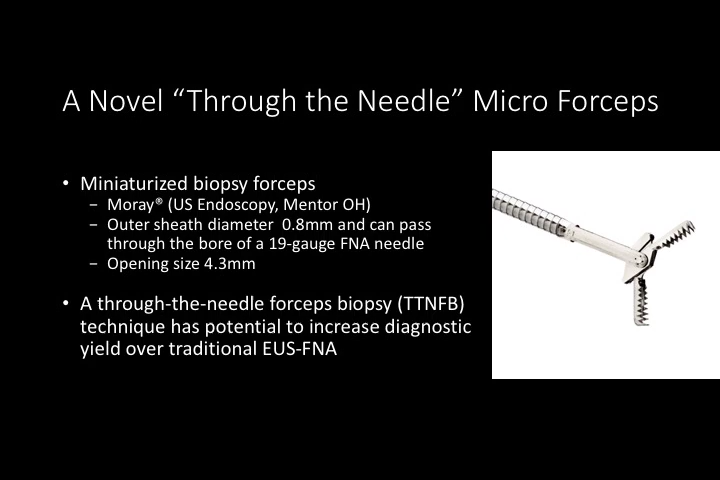 A Novel “Through the Needle” Micro Forceps
• Miniaturized biopsy forceps
− Moray® (US Endoscopy, Mentor OH)
− Outer sheath diameter  0.8mm and can pass
through the bore of a 19-gauge FNA needle
− Opening size 4.3mm
• A through-the-needle forceps biopsy (TTNFB)
technique has potential to increase diagnostic
yield over traditional EUS-FNA